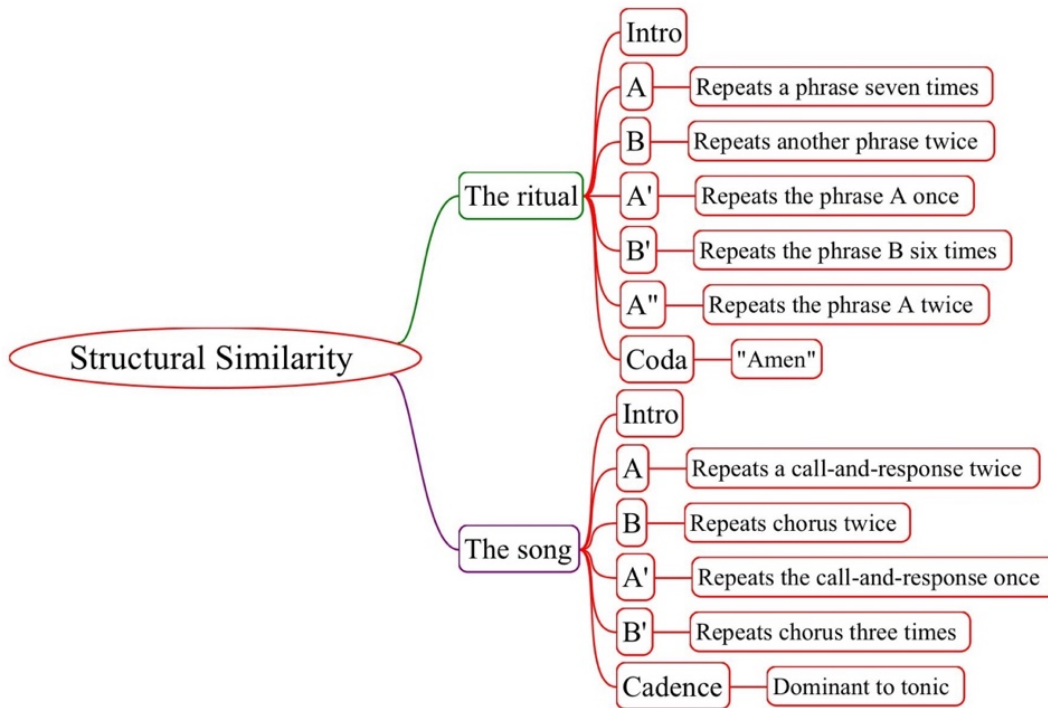 Structural Similarity
The ritual
Intro
A
Repeats a phrase seven times
B
Repeats another phrase twice
A'
Repeats the phrase A once
B'
Repeats the phrase B six times
A"
Repeats the phrase A twice
Coda
"Amen"
The song
Intro
A
Repeats a call-and-response twice
B
Repeats chorus twice
A'
Repeats the call-and-response once
B'
Repeats chorus three times
Cadence
Dominant to tonic